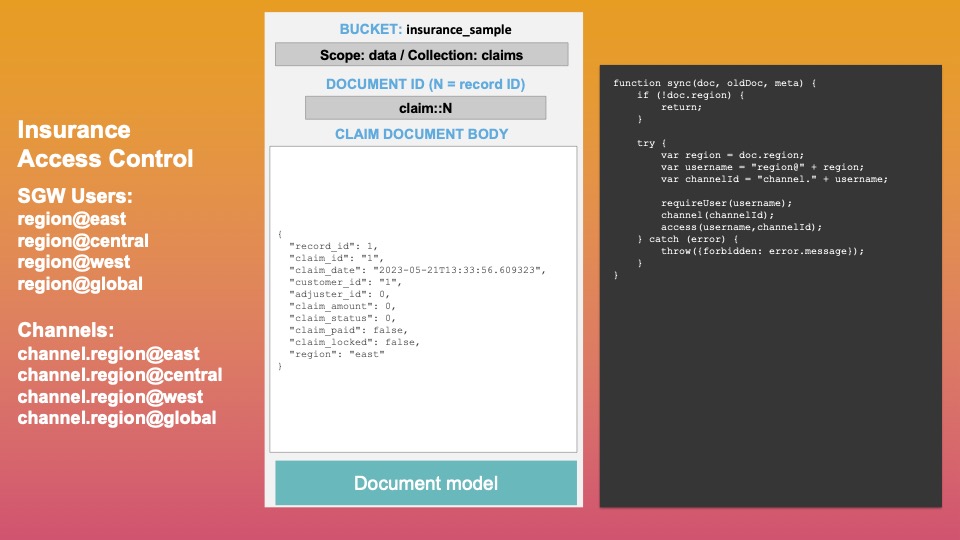 Insurance
Access Control
SGW Users:
region@east
region@central
region@west
region@global
Channels:
channel.region@east
channel.region@central
channel.region@west
channel.region@global
BUCKET: insurance_sample
Scope: data / Collection: claims
DOCUMENT ID (N = record ID)
claim::N
CLAIM DOCUMENT BODY
{
  "record_id": 1,
  "claim_id": "1",
  "claim_date": "2023-05-21T13:33:56.609323",
  "customer_id": "1",
  "adjuster_id": 0,
  "claim_amount": 0,
  "claim_status": 0,
  "claim_paid": false,
  "claim_locked": false,
  "region": "east"
}
Document model
function sync(doc, oldDoc, meta) {
    if (!doc.region) {
        return;
    }
    try {
        var region = doc.region;
        var username = "region@" + region;
        var channelId = "channel." + username;
        requireUser(username);
        channel(channelId);
        access(username,channelId);
    } catch (error) {
        throw({forbidden: error.message});
    }
}